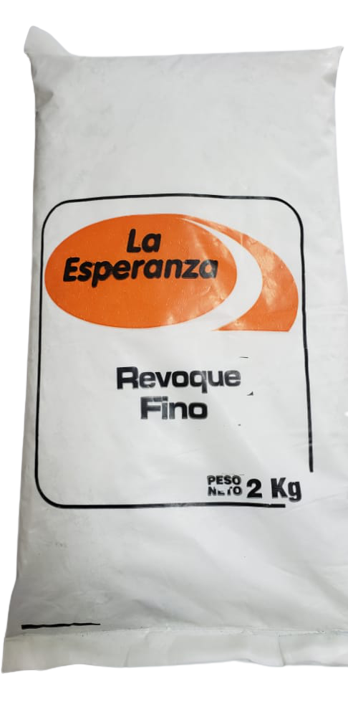 La
Esperanza
Revoque
Fino
PESO
NETO 2 Kg